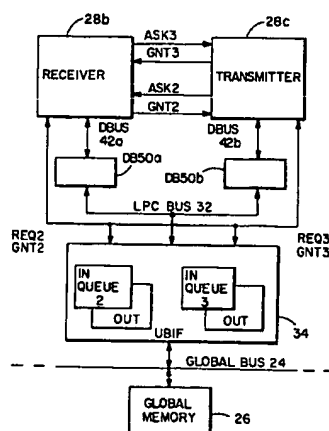 28b
28c
RECEIVER
TRANSMITTER
ASK3
GNT3
ASK2
GNT2
DBUS
42a
DBUS
42b
DB50a
DB50b
LPC BUS 32
REQ2
GNT2
REQ3
GNT3
IN
QUEUE
2
OUT
IN
QUEUE
3
OUT
UBIF
34
GLOBAL BUS 24
GLOBAL
MEMORY
26